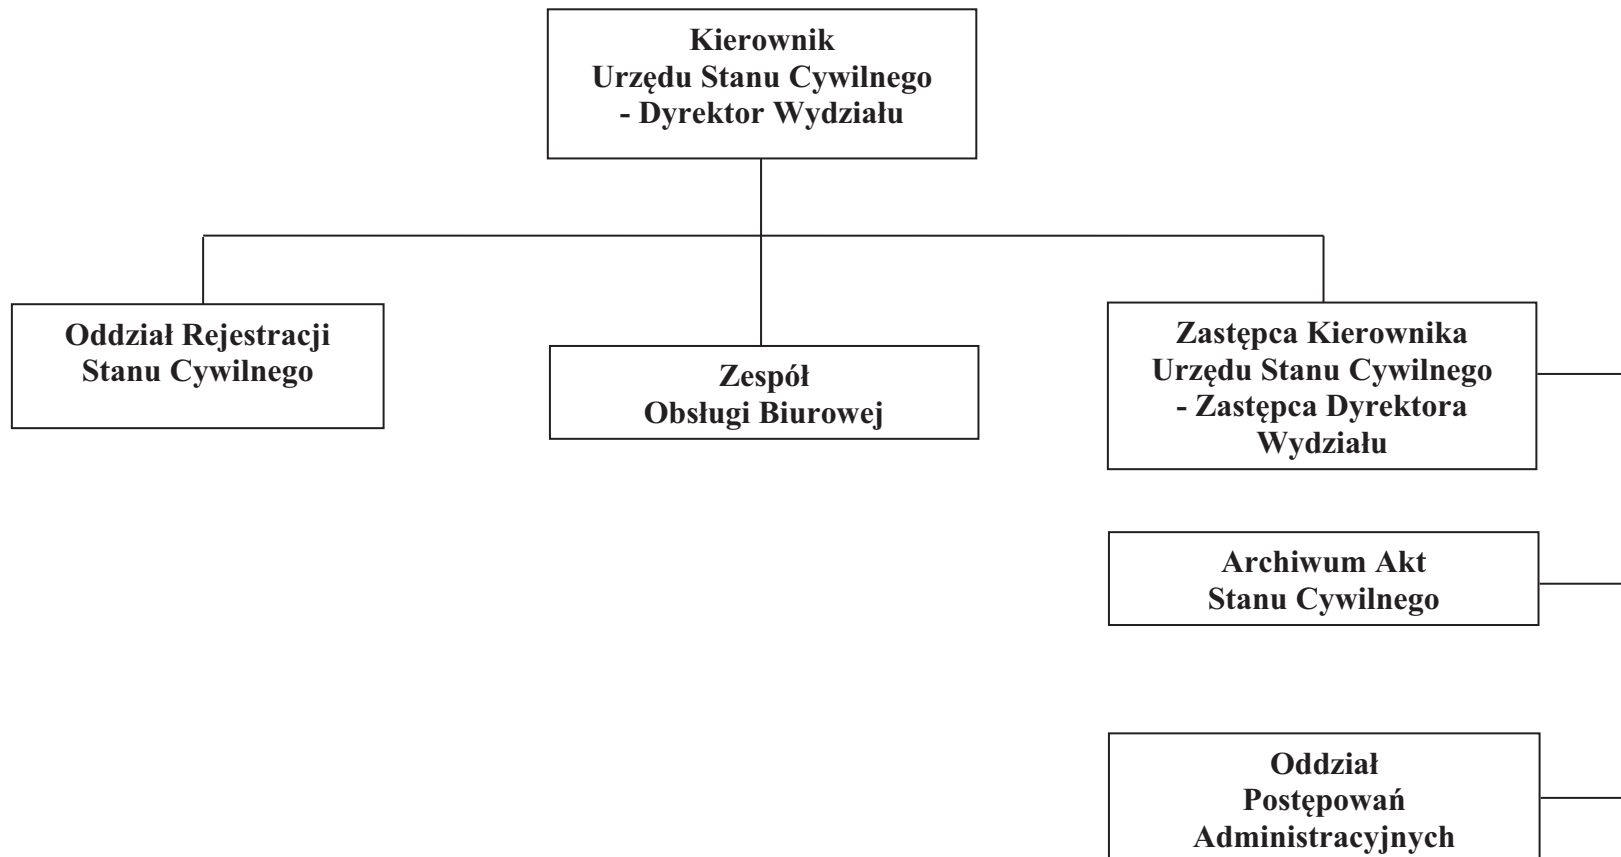 Kierownik
Urzędu Stanu Cywilnego
- Dyrektor Wydziału
Oddział Rejestracji
Stanu Cywilnego
Zespół
Obsługi Biurowej
Zastępca Kierownika
Urzędu Stanu Cywilnego
- Zastępca Dyrektora
Wydziału
Archiwum Akt
Stanu Cywilnego
Oddział
Postępowań
Administracyjnych